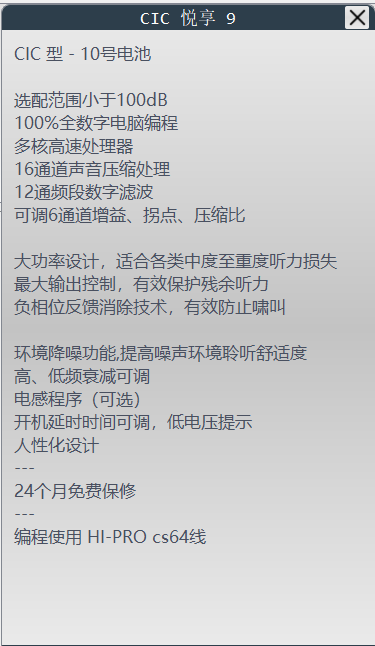 CIC 悦享 9
CIC 型 - 10号电池
选配范围小于100dB
100%全数字电脑编程
多核高速处理器
16通道声音压缩处理
12通频段数字滤波
可调6通道增益、拐点、压缩比
大功率设计，适合各类中度至重度听力损失
最大输出控制，有效保护残余听力
负相位反馈消除技术，有效防止啸叫
环境降噪功能,提高噪声环境聆听舒适度
高、低频衰减可调
电感程序（可选）
开机延时时间可调，低电压提示
人性化设计
---
24个月免费保修
---
编程使用 HI-PRO cs64线